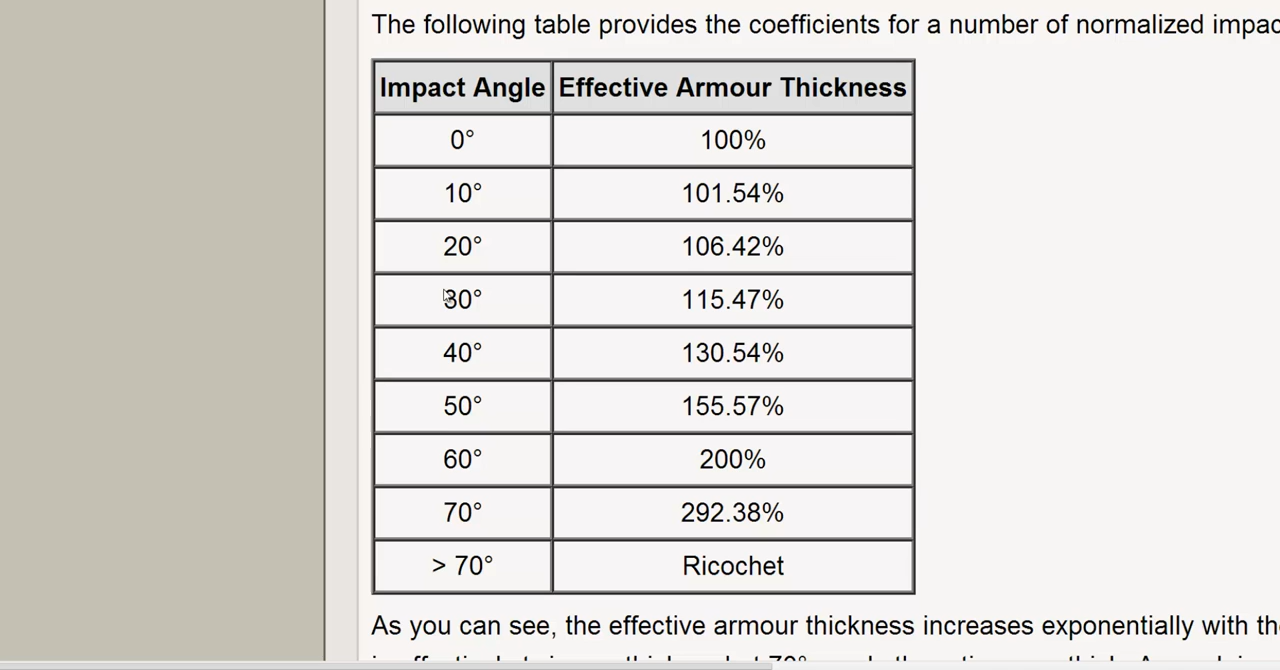 The following table provides the coefficients for a number of normalized
Impact Angle Effective Armour Thickness
0° 100%
10° 101.54%
20° 106.42%
30° 115.47%
40° 130.54%
50° 155.57%
60° 200%
70° 292.38%
> 70° Ricochet
As you can see, the effective armour thickness increases exponentially with